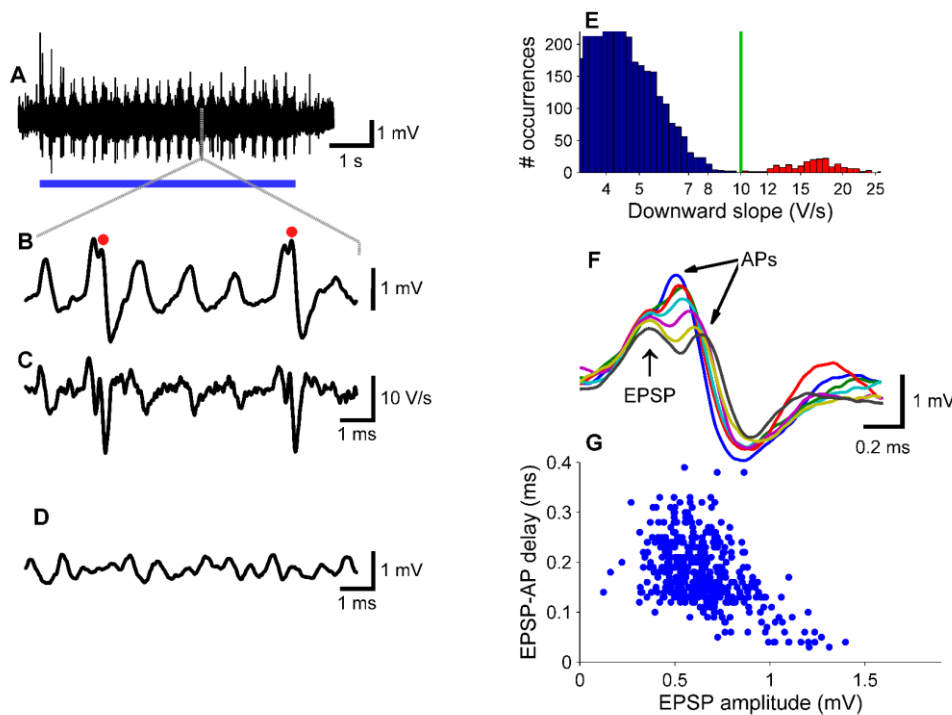 A
1 mV
1 s
B
1 mV
C
10 V/s
1 ms
D
1 mV
1 ms
E
# occurrences
200
150
100
50
0
4 5 7 8 10 12 15 20 25
Downward slope (V/s)
F
APs
EPSP
1 mV
0.2 ms
G
EPSP-AP delay (ms)
0.4
0.3
0.2
0.1
0
0 0.5 1 1.5
EPSP amplitude (mV)